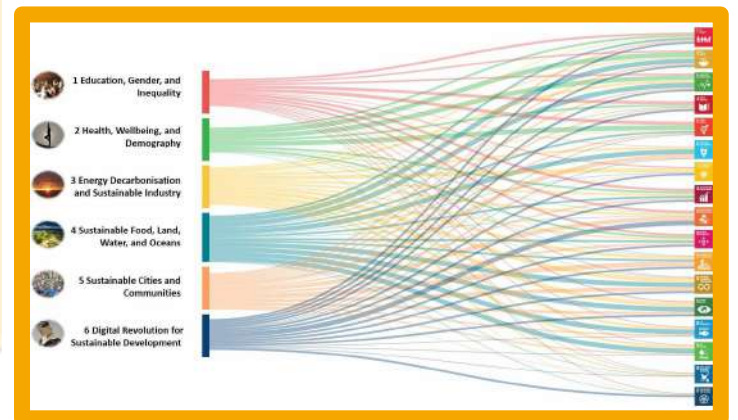 1 Education, Gender, and
Inequality
2 Health, Wellbeing, and
Demography
3 Energy Decarbonisation
and Sustainable Industry
4 Sustainable Food, Land,
Water, and Oceans
5 Sustainable Cities and
Communities
6 Digital Revolution for
Sustainable Development